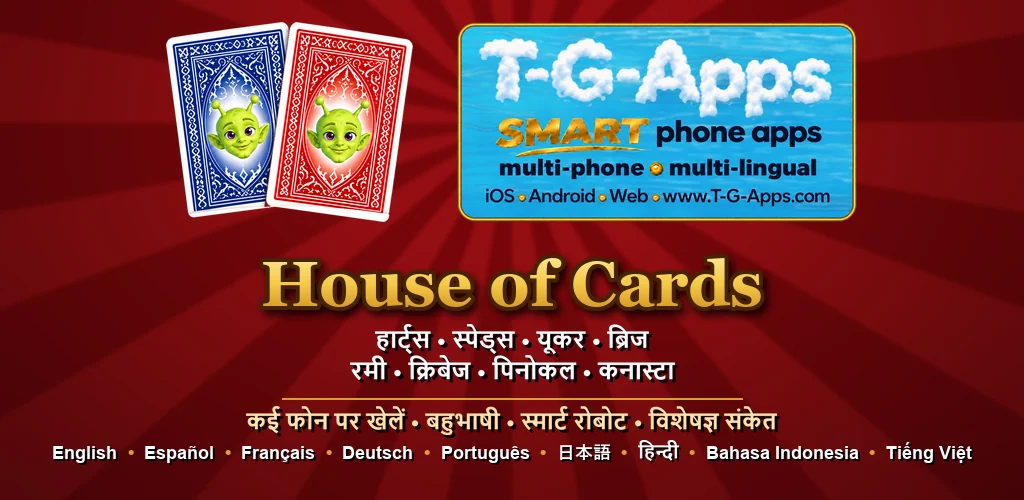 T-G-Apps
SMART phone apps
multi-phone • multi-lingual
iOS • Android • Web • www.T-G-Apps.com
House of Cards
हार्ट्स • स्पेड्स • यूकर • ब्रिज
रमी • क्रिबेज • पिनोकल • कनास्टा
कई फोन पर खेलें • बहुभाषी • स्मार्ट रोबोट • विशेषज्ञ संकेत
English • Español • Français • Deutsch • Português • 日本語 • हिन्दी • Bahasa Indonesia • Tiếng Việt